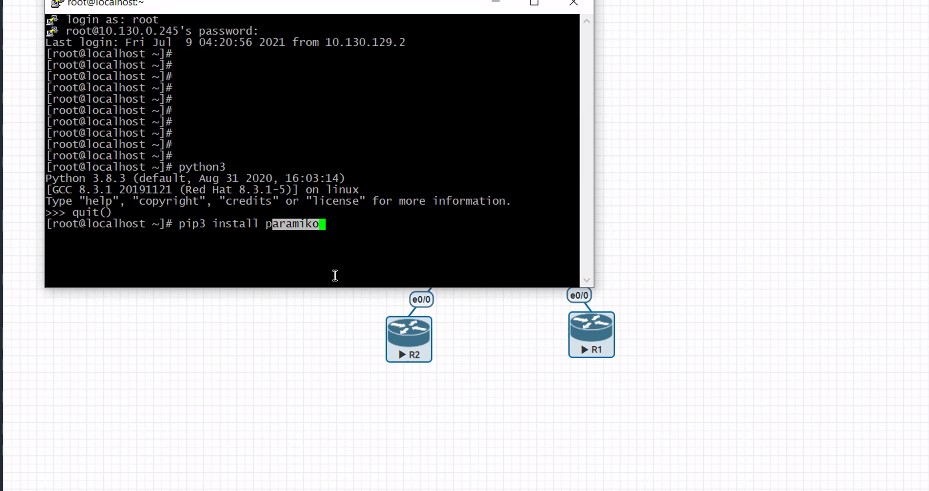 root@localhost:~
login as: root
root@10.130.0.245's password:
Last login: Fri Jul  9 04:20:56 2021 from 10.130.129.2
[root@localhost ~]#
[root@localhost ~]#
[root@localhost ~]#
[root@localhost ~]#
[root@localhost ~]#
[root@localhost ~]#
[root@localhost ~]#
[root@localhost ~]#
[root@localhost ~]#
[root@localhost ~]#
[root@localhost ~]# python3
Python 3.8.3 (default, Aug 31 2020, 16:03:14)
[GCC 8.3.1 20191121 (Red Hat 8.3.1-5)] on linux
Type "help", "copyright", "credits" or "license" for more information.
>>> quit()
[root@localhost ~]# pip3 install paramiko
e0/0
e0/0
R2
R1